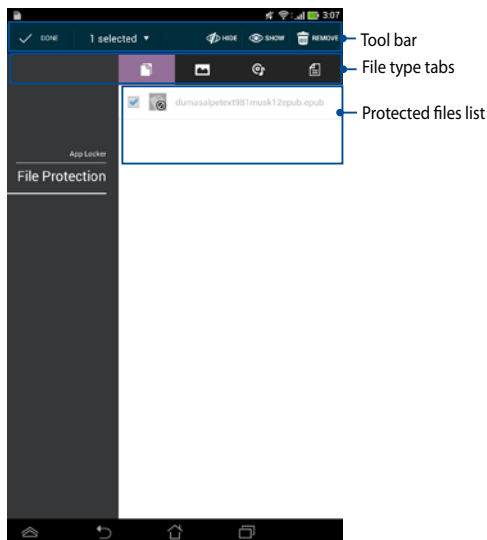 3:07
DONE 1 selected HIDE SHOW REMOVE
Tool bar
File type tabs
dumasalpetext981musk12epub.epub
Protected files list
App Locker
File Protection